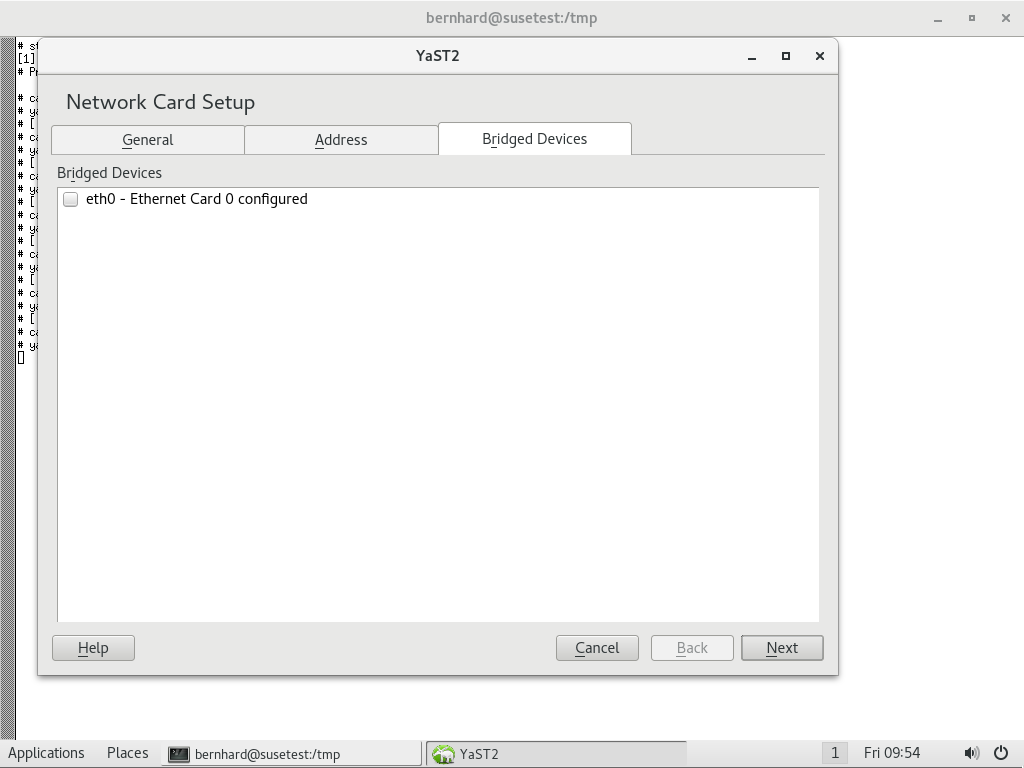 bernhard@susetest:/tmp
YaST2
Network Card Setup
General
Address
Bridged Devices
Bridged Devices
eth0 - Ethernet Card 0 configured
Help
Cancel
Back
Next
[1]
Applications
Places
bernhard@susetest:/tmp
YaST2
1
Fri 09:54